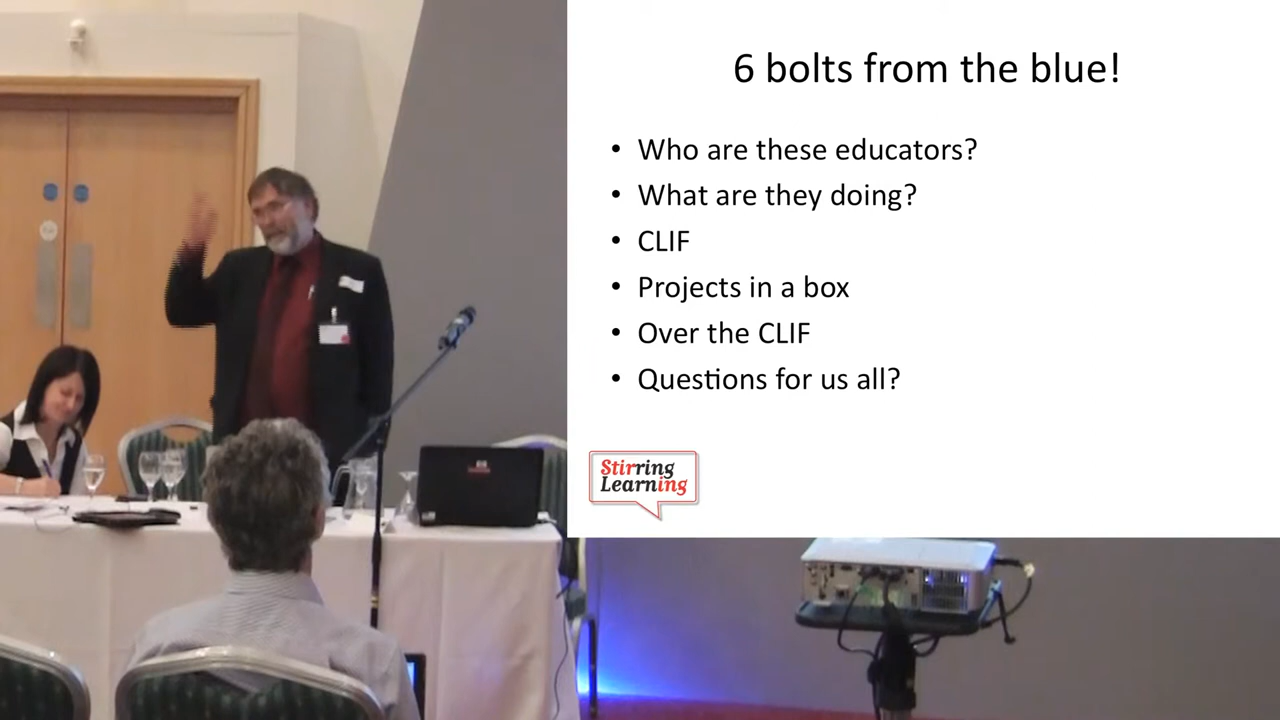 6 bolts from the blue!
• Who are these educators?
• What are they doing?
• CLIF
• Projects in a box
• Over the CLIF
• Questions for us all?
Stirring
Learning